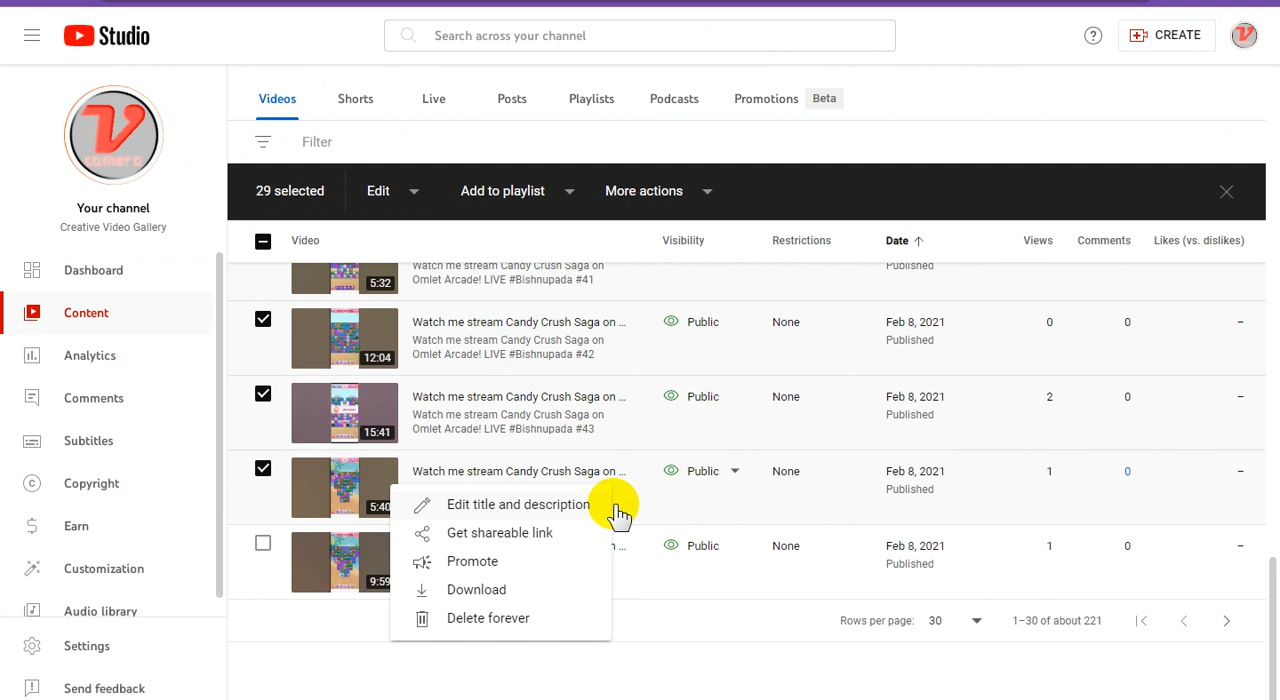 Studio
Search across your channel
CREATE
V
Gamer's
Your channel
Creative Video Gallery
Dashboard
Content
Analytics
Comments
Subtitles
Copyright
Earn
Customization
Audio library
Settings
Send feedback
Videos Shorts Live Posts Playlists Podcasts Promotions Beta
Filter
29 selected Edit Add to playlist More actions
Video Visibility Restrictions Date Views Comments Likes (vs. dislikes)
5:32
Watch me stream Candy Crush Saga on
Omlet Arcade! LIVE #Bishnupada #41
Published
12:04
Watch me stream Candy Crush Saga on ...
Watch me stream Candy Crush Saga on
Omlet Arcade! LIVE #Bishnupada #42
Public None Feb 8, 2021 0 0 –
Published
15:41
Watch me stream Candy Crush Saga on ...
Watch me stream Candy Crush Saga on
Omlet Arcade! LIVE #Bishnupada #43
Public None Feb 8, 2021 2 0 –
Published
5:40
Watch me stream Candy Crush Saga on ...
Public None Feb 8, 2021 1 0 –
Published
Edit title and description
Get shareable link
Promote
Download
Delete forever
9:59
n ...
Public None Feb 8, 2021 1 0 –
Published
Rows per page: 30 1–30 of about 221